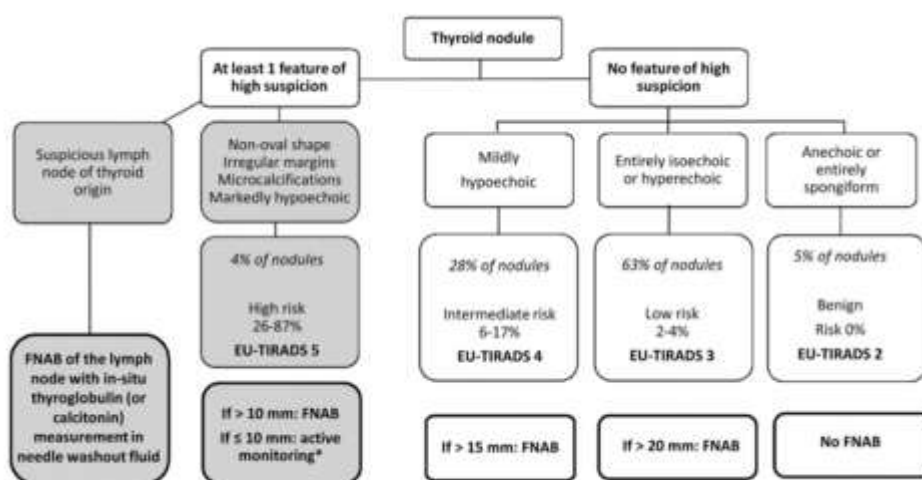 Thyroid nodule
At least 1 feature of
high suspicion
No feature of high
suspicion
Suspicious lymph
node of thyroid
origin
Non-oval shape
Irregular margins
Microcalcifications
Markedly hypoechoic
Mildly
hypoechoic
Entirely isoechoic
or hyperechoic
Anechoic or
entirely
spongiform
4% of nodules
High risk
26-87%
EU-TIRADS 5
28% of nodules
Intermediate risk
6-17%
EU-TIRADS 4
63% of nodules
Low risk
2-4%
EU-TIRADS 3
5% of nodules
Benign
Risk 0%
EU-TIRADS 2
FNAB of the lymph
node with in-situ
thyroglobulin (or
calcitonin)
measurement in
needle washout fluid
If > 10 mm: FNAB
If ≤ 10 mm: active
monitoring*
If > 15 mm: FNAB
If > 20 mm: FNAB
No FNAB